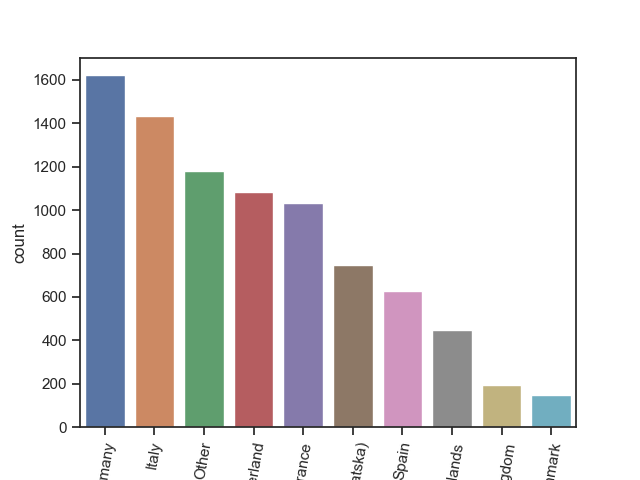 1600
1400
1200
1000
800
600
400
200
0
count
many
Italy
Other
erland
rance
atska)
Spain
lands
gdom
mark